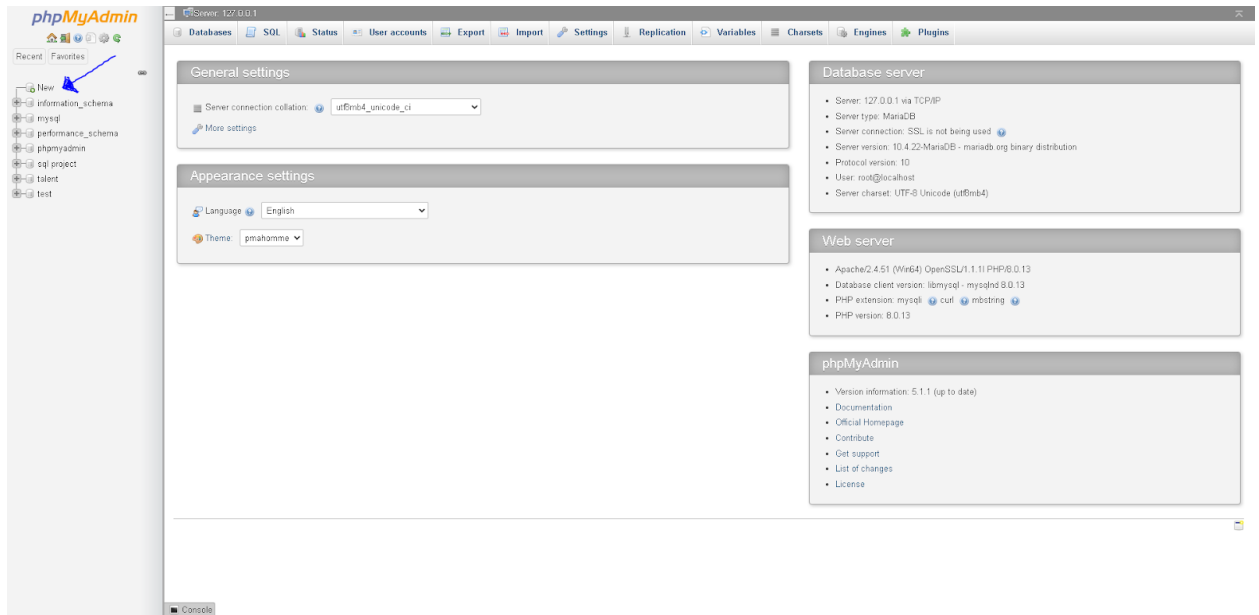 phpMyAdmin
Recent Favorites
New
information_schema
mysql
performance_schema
phpmyadmin
sql project
talent
test
Server: 127.0.0.1
Databases SQL Status User accounts Export Import Settings Replication Variables Charsets Engines Plugins
General settings
Server connection collation: utf8mb4_unicode_ci
More settings
Appearance settings
Language English
Theme: pmahomme
Database server
• Server: 127.0.0.1 via TCP/IP
• Server type: MariaDB
• Server connection: SSL is not being used
• Server version: 10.4.22-MariaDB - mariadb.org binary distribution
• Protocol version: 10
• User: root@localhost
• Server charset: UTF-8 Unicode (utf8mb4)
Web server
• Apache/2.4.51 (Win64) OpenSSL/1.1.1l PHP/8.0.13
• Database client version: libmysql - mysqlnd 8.0.13
• PHP extension: mysqli curl mbstring
• PHP version: 8.0.13
phpMyAdmin
• Version information: 5.1.1 (up to date)
• Documentation
• Official Homepage
• Contribute
• Get support
• List of changes
• License
Console